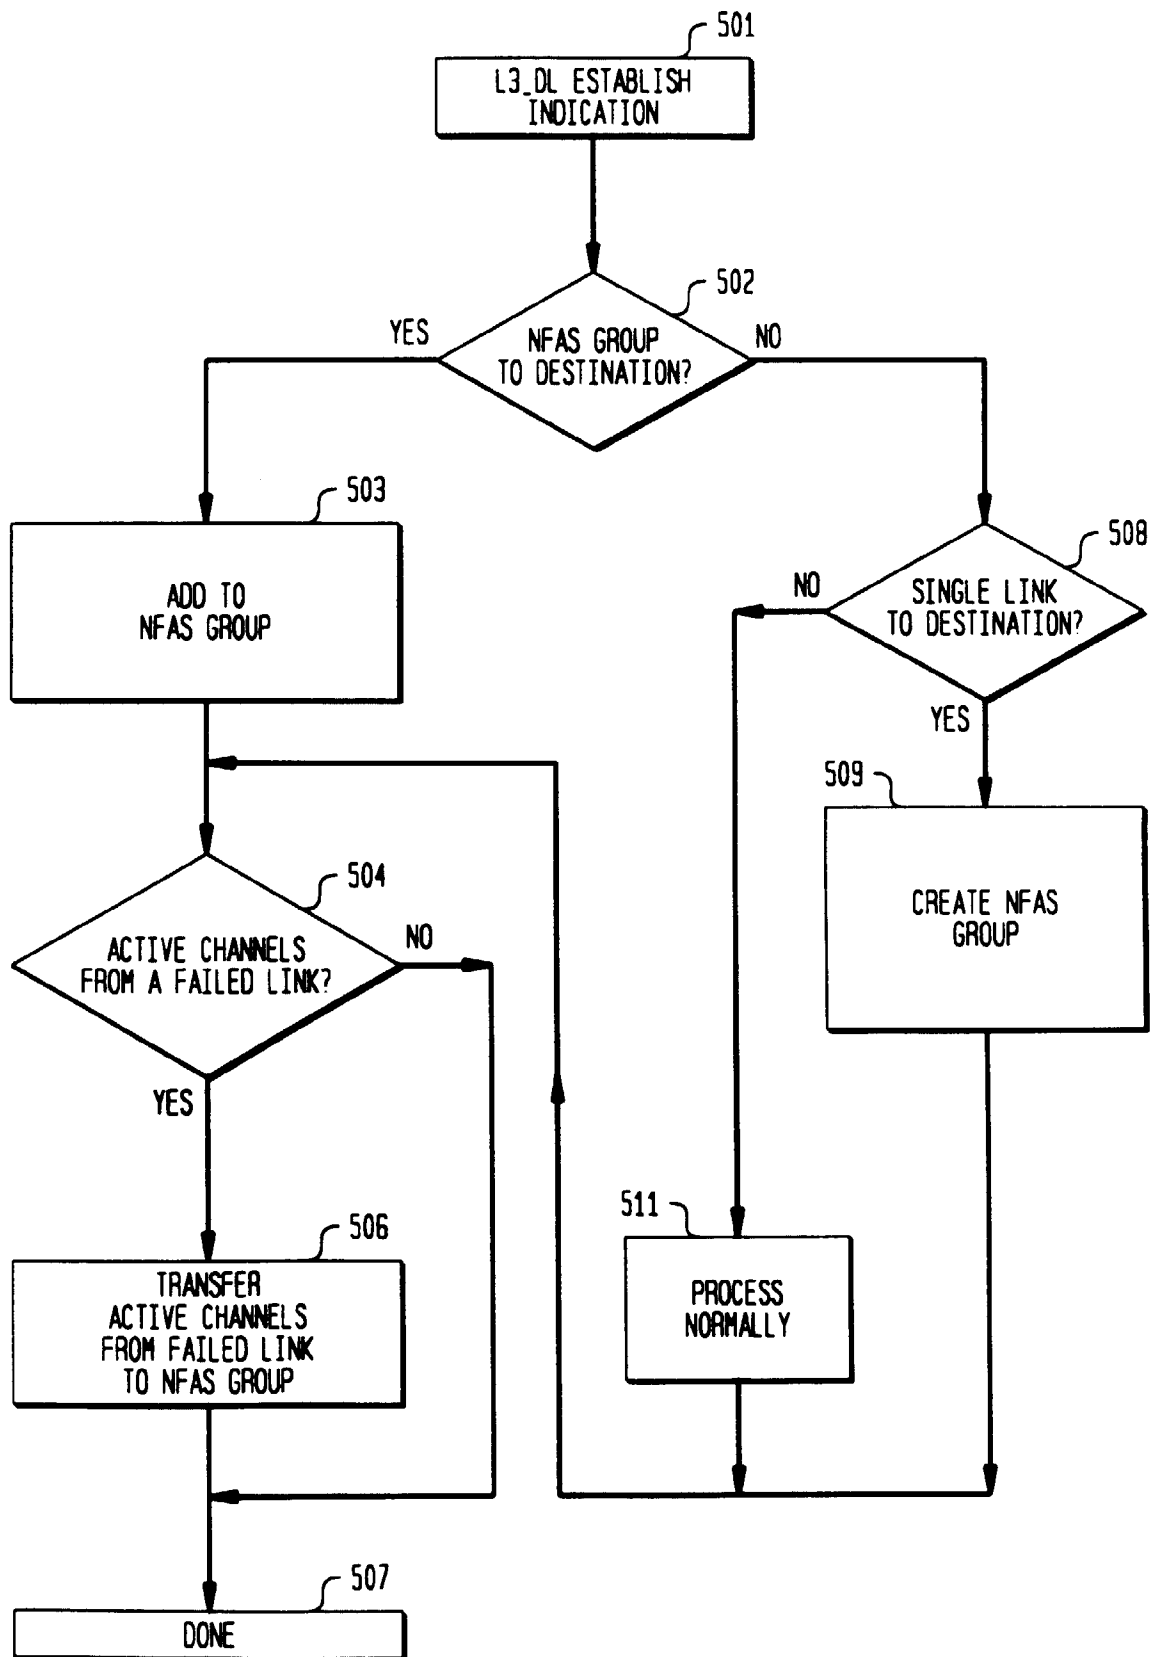 501
L3_DL ESTABLISH
INDICATION
502
YES
NFAS GROUP
TO DESTINATION?
NO
503
ADD TO
NFAS GROUP
508
NO
SINGLE LINK
TO DESTINATION?
YES
509
CREATE NFAS
GROUP
504
ACTIVE CHANNELS
FROM A FAILED LINK?
NO
YES
511
PROCESS
NORMALLY
506
TRANSFER
ACTIVE CHANNELS
FROM FAILED LINK
TO NFAS GROUP
507
DONE